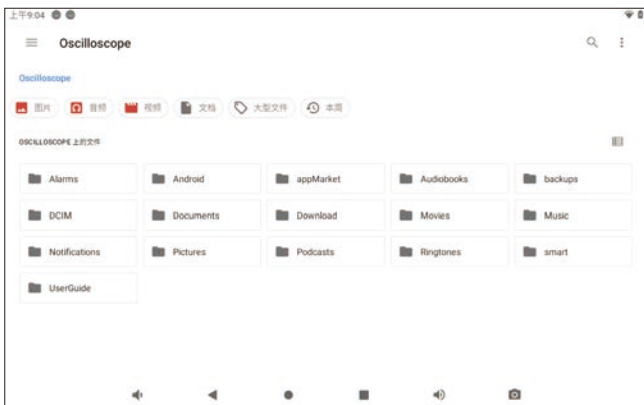 上午9:04
Oscilloscope
Oscilloscope
图片 音频 视频 文档 大型文件 本周
OSCILLOSCOPE 上的文件
Alarms Android appMarket Audiobooks backups
DCIM Documents Download Movies Music
Notifications Pictures Podcasts Ringtones smart
UserGuide